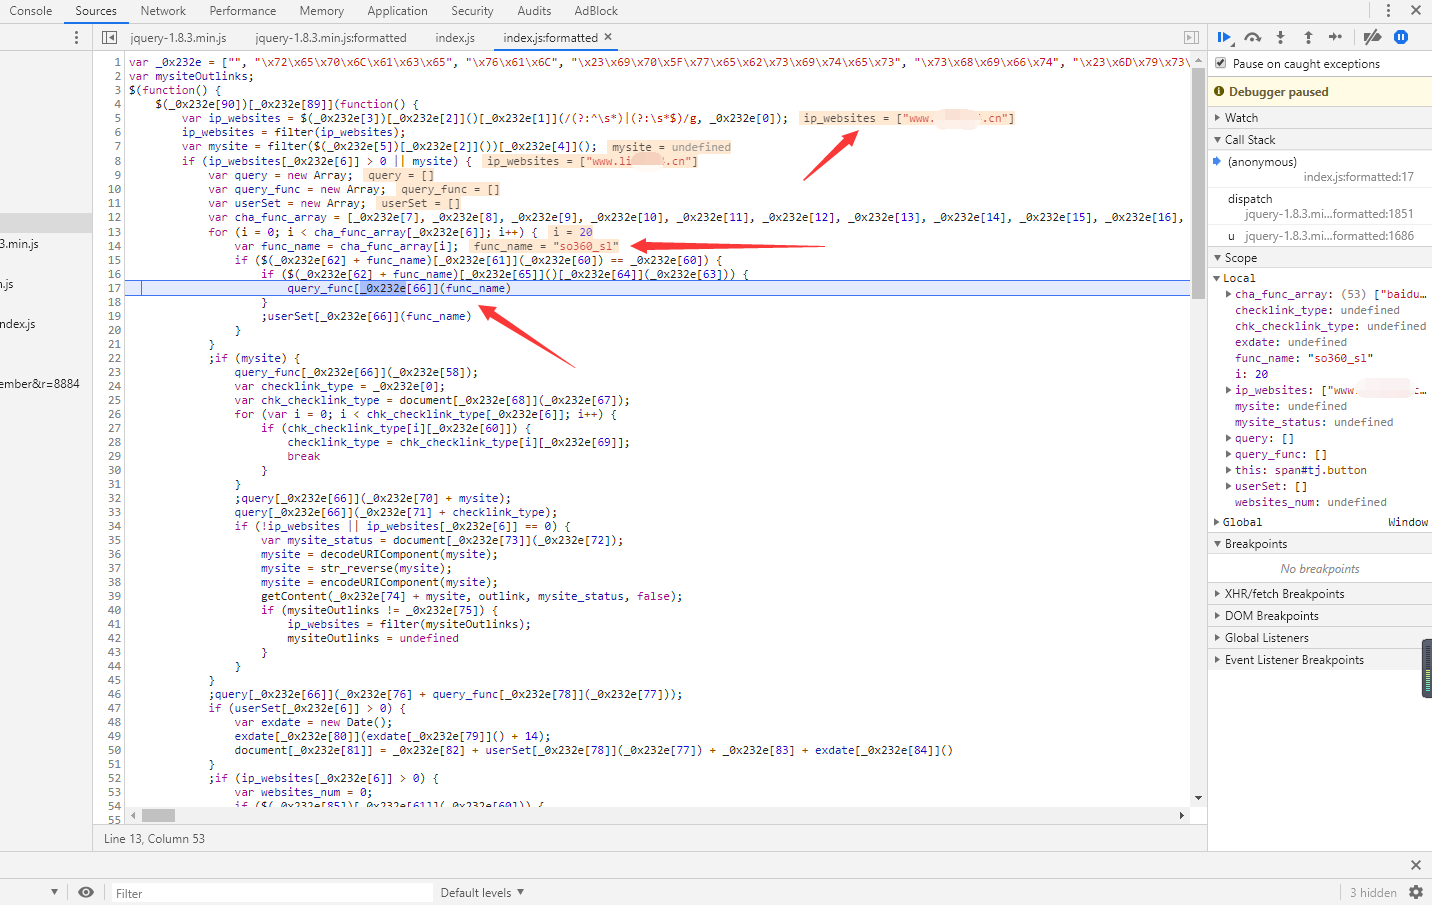 Console Sources Network Performance Memory Application Security Audits AdBlock
jquery-1.8.3.min.js jquery-1.8.3.min.js:formatted index.js index.js:formatted ×
1 var _0x232e = ["", "\x72\x65\x70\x6C\x61\x63\x65", "\x76\x61\x6C", "\x23\x69\x70\x5F\x77\x65\x62\x73\x69\x74\x65\x73", "\x73\x68\x69\x66\x74", "\x23\x6D\x79\x73\
2 var mysiteOutlinks;
3 $(function() {
4 $(_0x232e[90])[_0x232e[89]](function() {
5 var ip_websites = $(_0x232e[3])[_0x232e[2]]()[_0x232e[1]](/(?:^\s*)|(?:\s*$)/g, _0x232e[0]); ip_websites = ["www. .cn"]
6 ip_websites = filter(ip_websites);
7 var mysite = filter($(_0x232e[5])[_0x232e[2]]())[_0x232e[4]](); mysite = undefined
8 if (ip_websites[_0x232e[6]] > 0 || mysite) { ip_websites = ["www.li .cn"]
9 var query = new Array; query = []
10 var query_func = new Array; query_func = []
11 var userSet = new Array; userSet = []
12 var cha_func_array = [_0x232e[7], _0x232e[8], _0x232e[9], _0x232e[10], _0x232e[11], _0x232e[12], _0x232e[13], _0x232e[14], _0x232e[15], _0x232e[16],
13 for (i = 0; i < cha_func_array[_0x232e[6]]; i++) { i = 20
14 var func_name = cha_func_array[i]; func_name = "so360_sl"
15 if ($(_0x232e[62] + func_name)[_0x232e[61]](_0x232e[60]) == _0x232e[60]) {
16 if ($(_0x232e[62] + func_name)[_0x232e[65]]()[_0x232e[64]](_0x232e[63])) {
17 query_func[_0x232e[66]](func_name)
18 }
19 ;userSet[_0x232e[66]](func_name)
20 }
21 }
22 ;if (mysite) {
23 query_func[_0x232e[66]](_0x232e[58]);
24 var checklink_type = _0x232e[0];
25 var chk_checklink_type = document[_0x232e[68]](_0x232e[67]);
26 for (var i = 0; i < chk_checklink_type[_0x232e[6]]; i++) {
27 if (chk_checklink_type[i][_0x232e[60]]) {
28 checklink_type = chk_checklink_type[i][_0x232e[69]];
29 break
30 }
31 }
32 ;query[_0x232e[66]](_0x232e[70] + mysite);
33 query[_0x232e[66]](_0x232e[71] + checklink_type);
34 if (!ip_websites || ip_websites[_0x232e[6]] == 0) {
35 var mysite_status = document[_0x232e[73]](_0x232e[72]);
36 mysite = decodeURIComponent(mysite);
37 mysite = str_reverse(mysite);
38 mysite = encodeURIComponent(mysite);
39 getContent(_0x232e[74] + mysite, outlink, mysite_status, false);
40 if (mysiteOutlinks != _0x232e[75]) {
41 ip_websites = filter(mysiteOutlinks);
42 mysiteOutlinks = undefined
43 }
44 }
45 }
46 ;query[_0x232e[66]](_0x232e[76] + query_func[_0x232e[78]](_0x232e[77]));
47 if (userSet[_0x232e[6]] > 0) {
48 var exdate = new Date();
49 exdate[_0x232e[80]](exdate[_0x232e[79]]() + 14);
50 document[_0x232e[81]] = _0x232e[82] + userSet[_0x232e[78]](_0x232e[77]) + _0x232e[83] + exdate[_0x232e[84]]()
51 }
52 ;if (ip_websites[_0x232e[6]] > 0) {
53 var websites_num = 0;
54 if ($(_0x232e[85])[_0x232e[61]](_0x232e[60])) {
55
Line 13, Column 53
3.min.js
.js
ndex.js
ember&r=8884
Pause on caught exceptions
Debugger paused
Watch
Call Stack
(anonymous)
index.js:formatted:17
dispatch
jquery-1.8.3.mi…formatted:1851
u jquery-1.8.3.mi…formatted:1686
Scope
Local
cha_func_array: (53) ["baidu…
checklink_type: undefined
chk_checklink_type: undefined
exdate: undefined
func_name: "so360_sl"
i: 20
ip_websites: ["www. c…
mysite: undefined
mysite_status: undefined
query: []
query_func: []
this: span#tj.button
userSet: []
websites_num: undefined
Global Window
Breakpoints
No breakpoints
XHR/fetch Breakpoints
DOM Breakpoints
Global Listeners
Event Listener Breakpoints
Filter Default levels ▼ 3 hidden